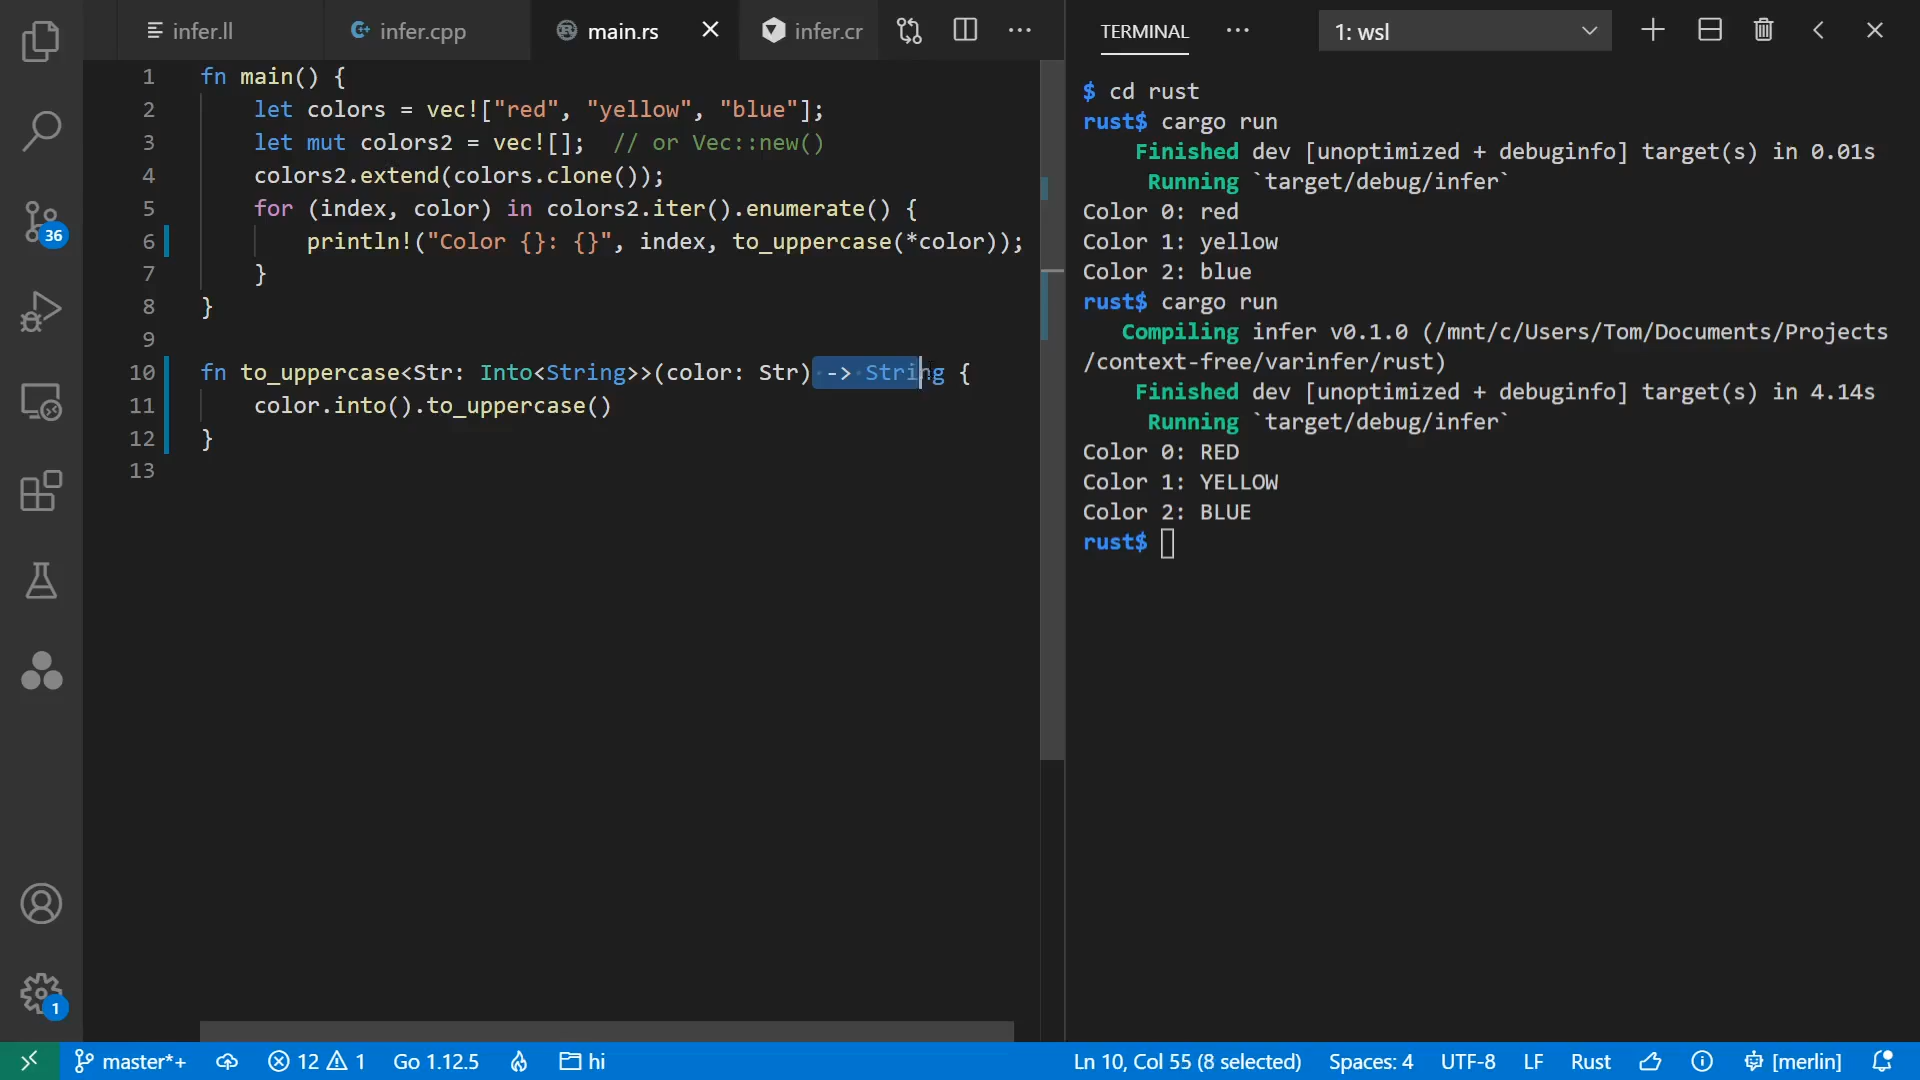 infer.ll infer.cpp main.rs infer.cr
1 fn main() {
2 let colors = vec!["red", "yellow", "blue"];
3 let mut colors2 = vec![]; // or Vec::new()
4 colors2.extend(colors.clone());
5 for (index, color) in colors2.iter().enumerate() {
6 println!("Color {}: {}", index, to_uppercase(*color));
7 }
8 }
9
10 fn to_uppercase<Str: Into<String>>(color: Str) -> String {
11 color.into().to_uppercase()
12 }
13
36
1
TERMINAL 1: wsl
$ cd rust
rust$ cargo run
Finished dev [unoptimized + debuginfo] target(s) in 0.01s
Running `target/debug/infer`
Color 0: red
Color 1: yellow
Color 2: blue
rust$ cargo run
Compiling infer v0.1.0 (/mnt/c/Users/Tom/Documents/Projects
/context-free/varinfer/rust)
Finished dev [unoptimized + debuginfo] target(s) in 4.14s
Running `target/debug/infer`
Color 0: RED
Color 1: YELLOW
Color 2: BLUE
rust$
master*+ 12 1 Go 1.12.5 hi Ln 10, Col 55 (8 selected) Spaces: 4 UTF-8 LF Rust [merlin]